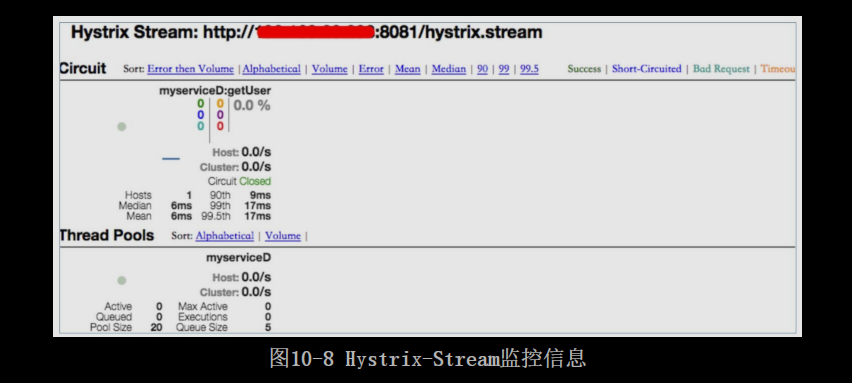 Hystrix Stream: http://:8081/hystrix.stream
Circuit Sort: Error then Volume | Alphabetical | Volume | Error | Mean | Median | 90 | 99 | 99.5 Success | Short-Circuited | Bad Request | Timeou
myserviceD:getUser
0 0 0.0 %
0 0
0 0
Host: 0.0/s
Cluster: 0.0/s
Circuit Closed
Hosts 1 90th 9ms
Median 6ms 99th 17ms
Mean 6ms 99.5th 17ms
Thread Pools Sort: Alphabetical | Volume |
myserviceD
Host: 0.0/s
Cluster: 0.0/s
Active 0 Max Active 0
Queued 0 Executions 0
Pool Size 20 Queue Size 5
图10-8 Hystrix-Stream监控信息